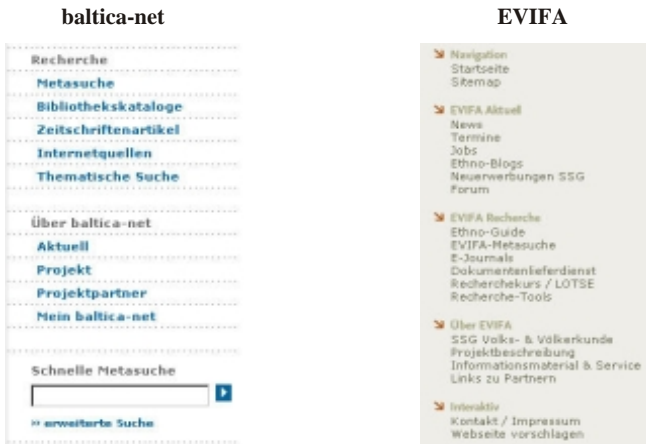 baltica-net
Recherche
Metasuche
Bibliothekskataloge
Zeitschriftenartikel
Internetquellen
Thematische Suche
Über baltica-net
Aktuell
Projekt
Projektpartner
Mein baltica-net
Schnelle Metasuche
» erweiterte Suche
EVIFA
Navigation
Startseite
Sitemap
EVIFA Aktuell
News
Termine
Jobs
Ethno-Blogs
Neuerwerbungen SSG
Forum
EVIFA Recherche
Ethno-Guide
EVIFA-Metasuche
E-Journals
Dokumentenlieferdienst
Recherchekurs / LOTSE
Recherche-Tools
Über EVIFA
SSG Volks- & Völkerkunde
Projektbeschreibung
Informationsmaterial & Service
Links zu Partnern
Interaktiv
Kontakt / Impressum
Webseite vorschlagen